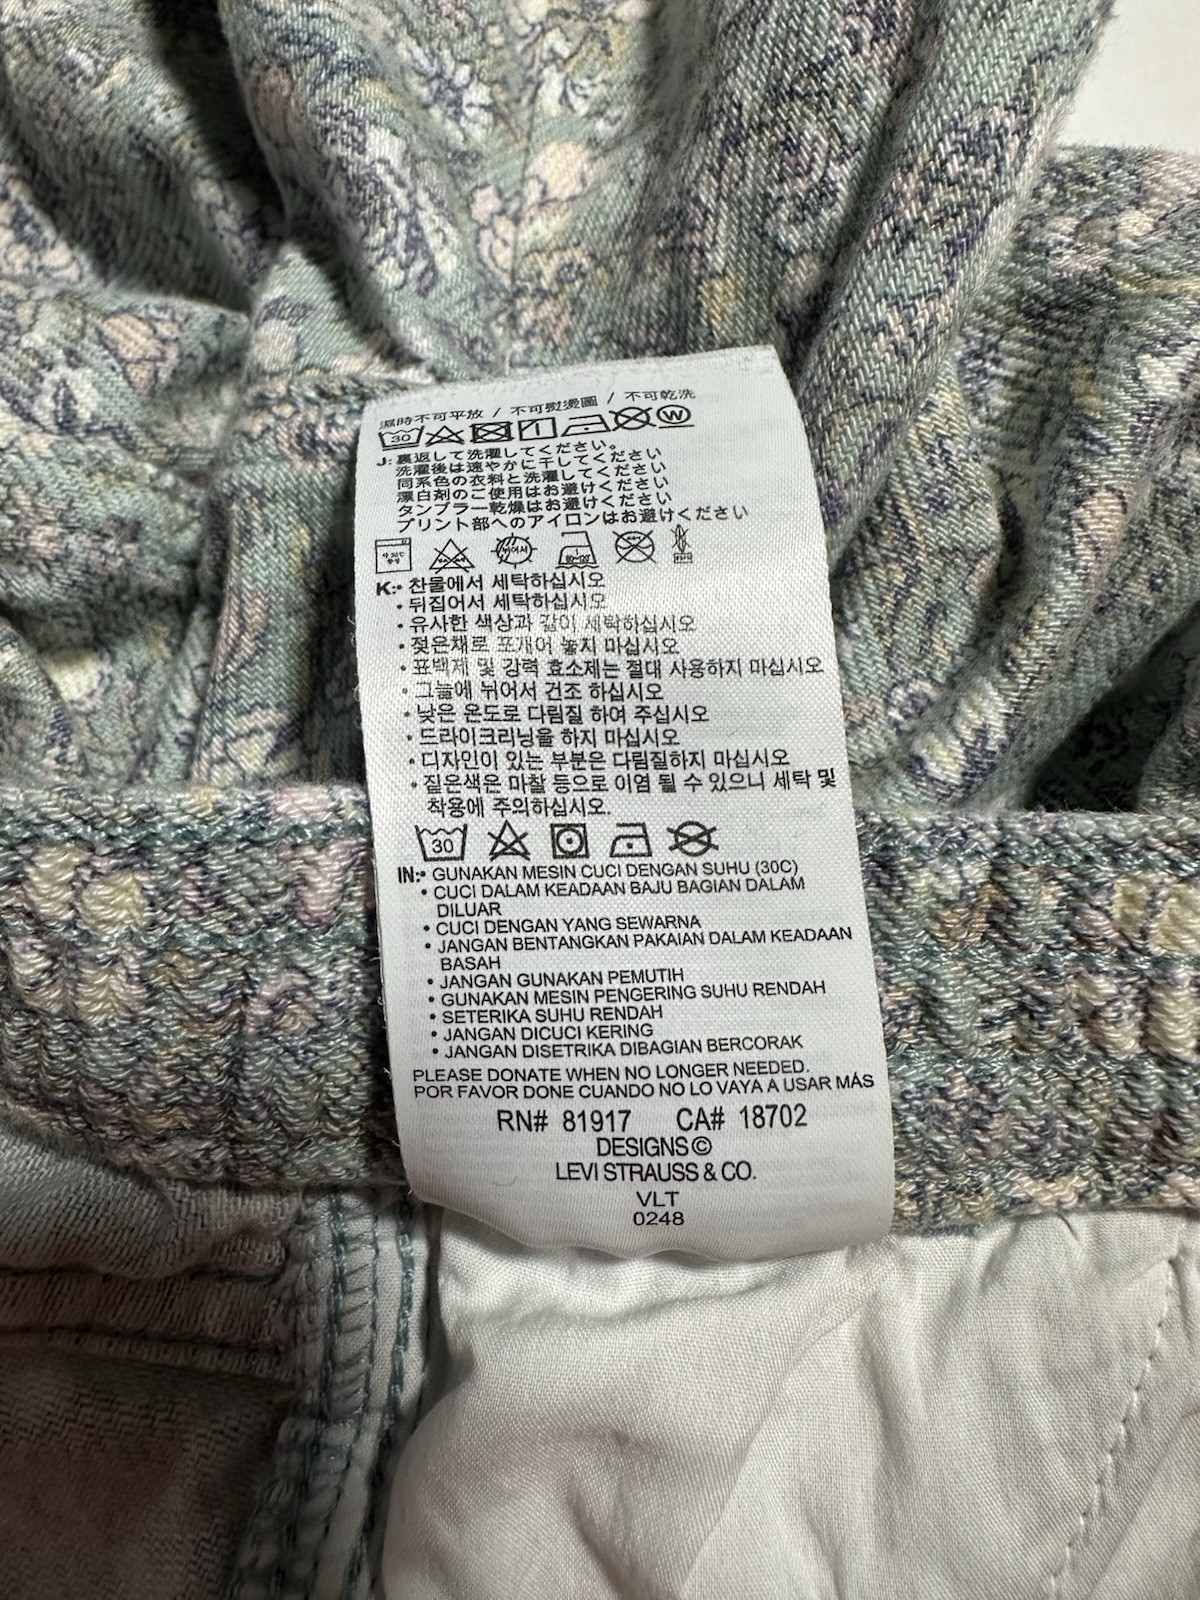 濕時不可平放 / 不可熨燙圖 / 不可乾洗
30 W
J: 裏返して洗濯してください。
洗濯後は速やかに干してください
同系色の衣料と洗濯してください
漂白剤のご使用はお避けください
タンブラー乾燥はお避けください
プリント部へのアイロンはお避けください
K: • 찬물에서 세탁하십시오
• 뒤집어서 세탁하십시오
• 유사한 색상과 같이 세탁하십시오
• 젖은채로 포개어 놓지 마십시오
• 표백제 및 강력 효소제는 절대 사용하지 마십시오
• 그늘에 뉘어서 건조 하십시오
• 낮은 온도로 다림질 하여 주십시오
• 드라이크리닝을 하지 마십시오
• 디자인이 있는 부분은 다림질하지 마십시오
• 짙은색은 마찰 등으로 이염 될 수 있으니 세탁 및
착용에 주의하십시오.
30
IN: • GUNAKAN MESIN CUCI DENGAN SUHU (30C)
• CUCI DALAM KEADAAN BAJU BAGIAN DALAM
DILUAR
• CUCI DENGAN YANG SEWARNA
• JANGAN BENTANGKAN PAKAIAN DALAM KEADAAN
BASAH
• JANGAN GUNAKAN PEMUTIH
• GUNAKAN MESIN PENGERING SUHU RENDAH
• SETERIKA SUHU RENDAH
• JANGAN DICUCI KERING
• JANGAN DISETRIKA DIBAGIAN BERCORAK
PLEASE DONATE WHEN NO LONGER NEEDED.
POR FAVOR DONE CUANDO NO LO VAYA A USAR MÁS
RN# 81917 CA# 18702
DESIGNS ©
LEVI STRAUSS & CO.
VLT
0248